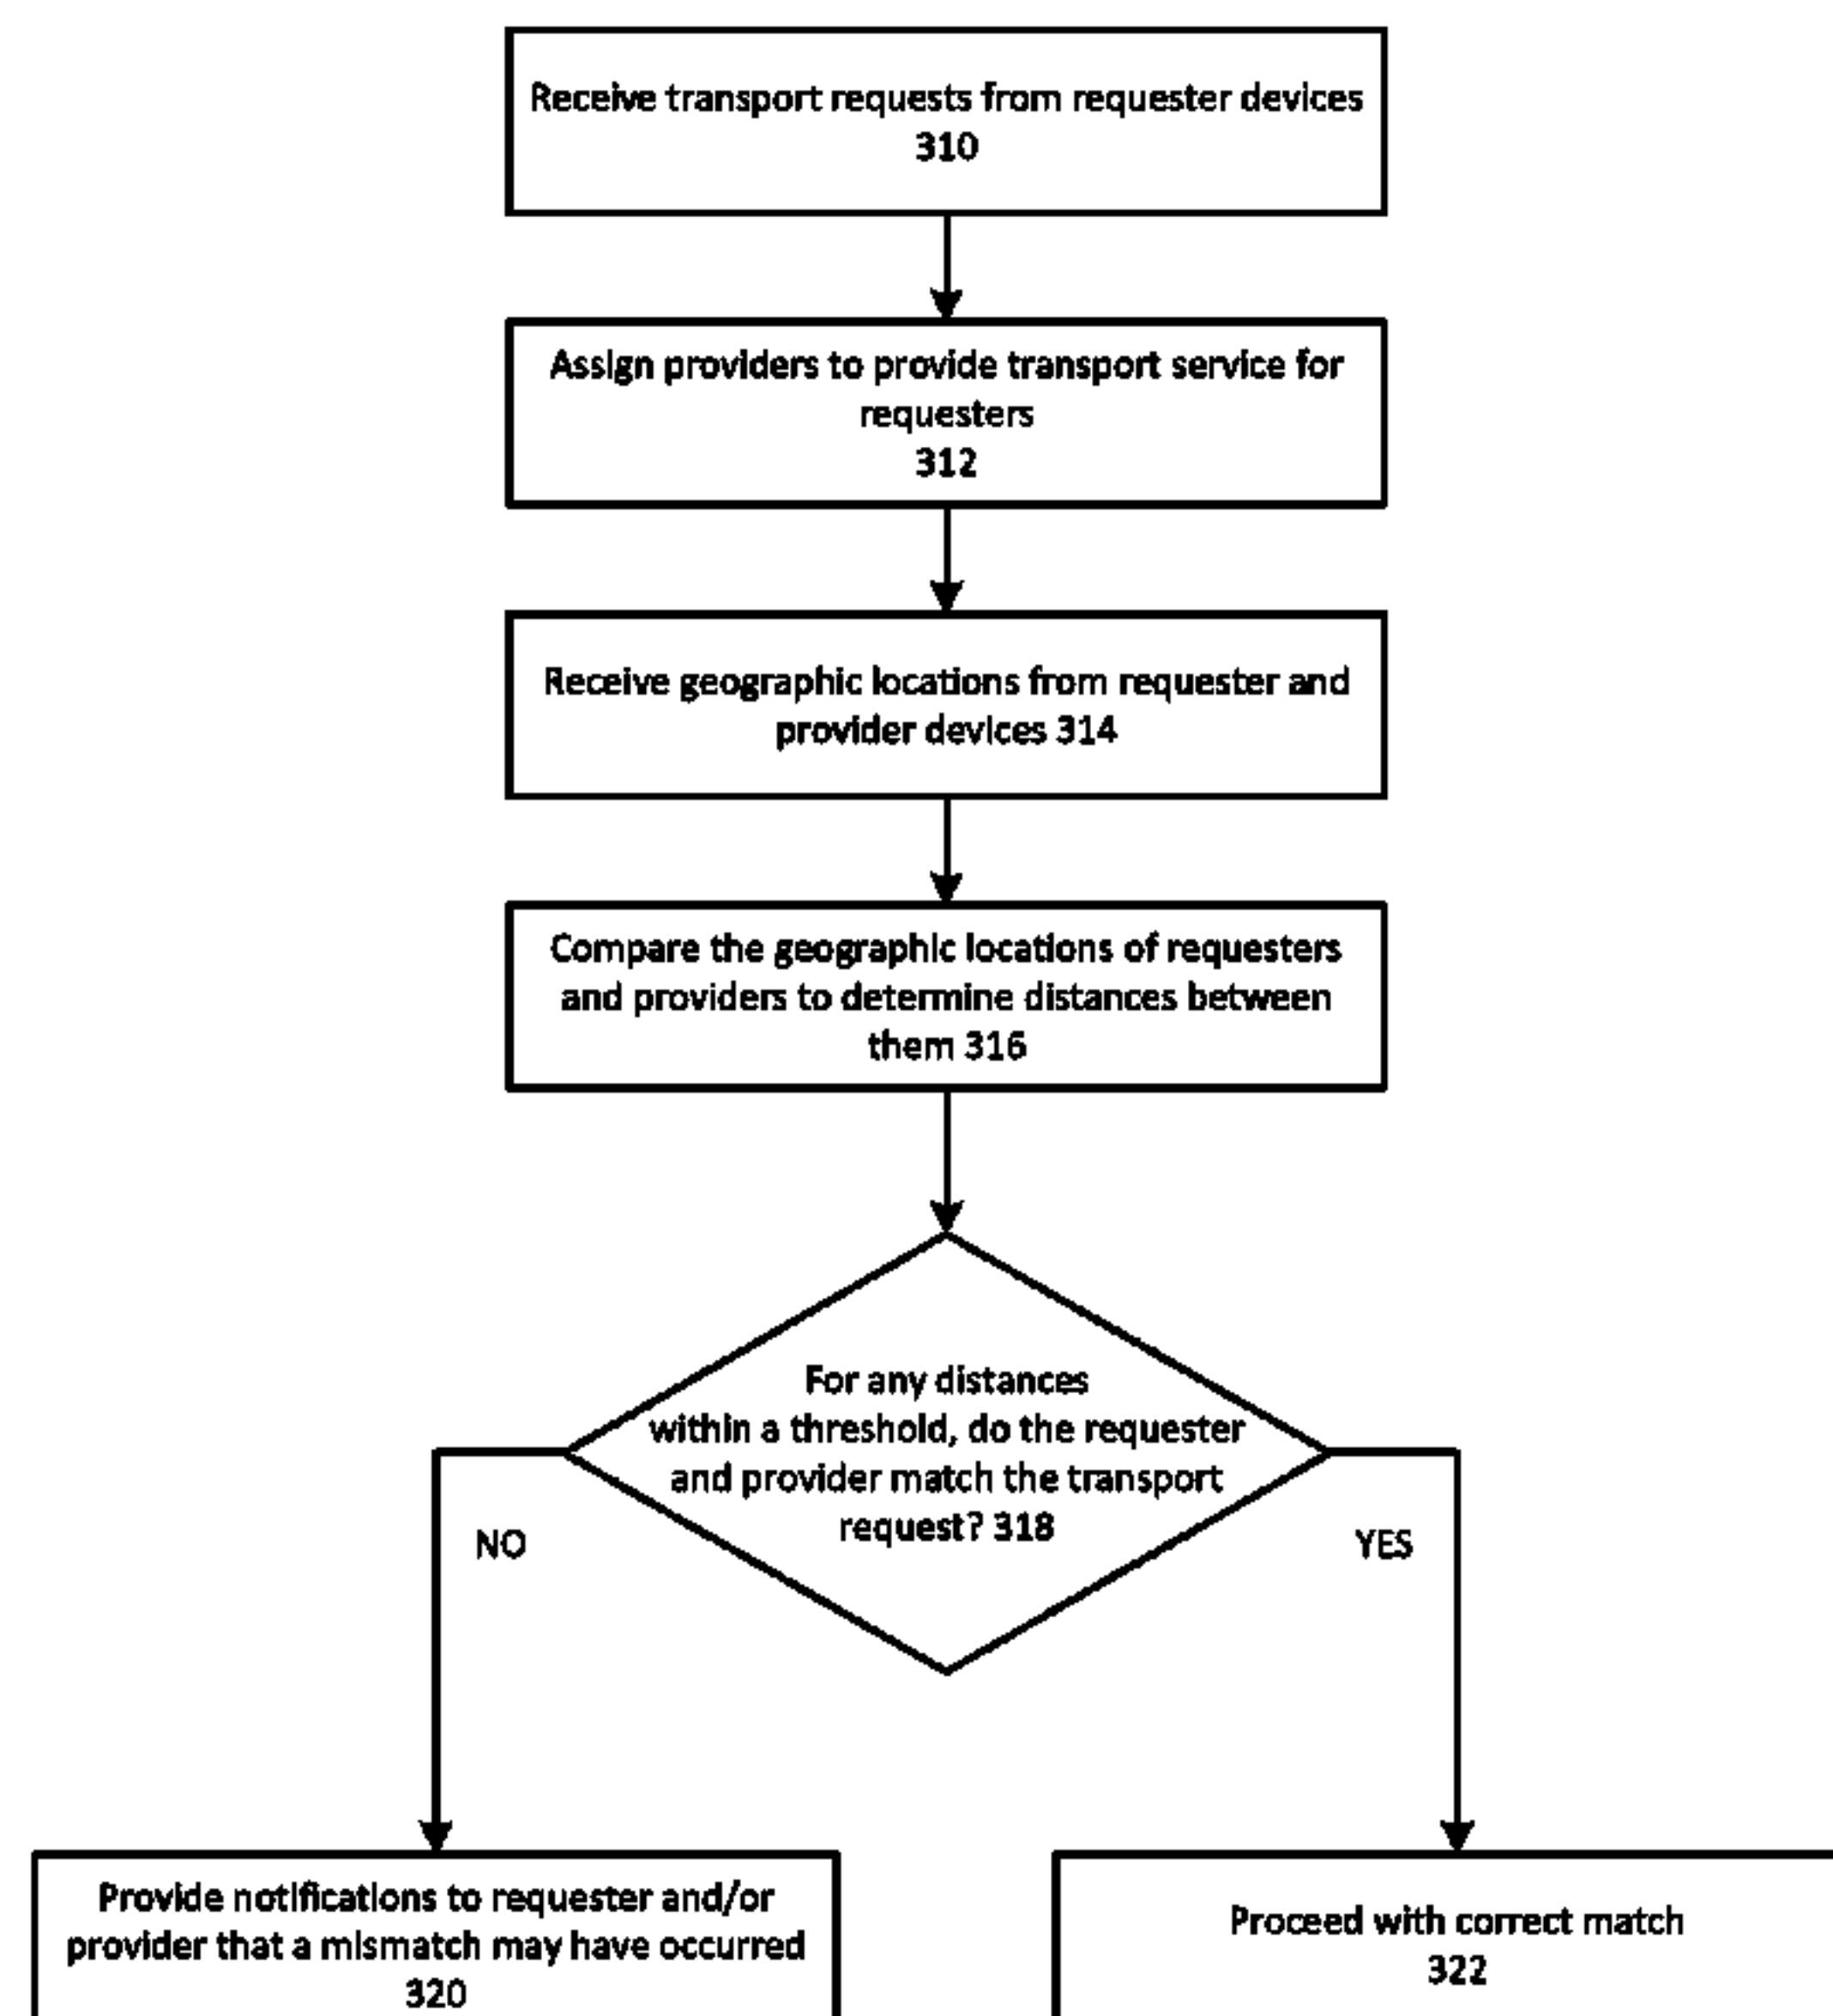 Receive transport requests from requester devices
310
Assign providers to provide transport service for
requesters
312
Receive geographic locations from requester and
provider devices 314
Compare the geographic locations of requesters
and providers to determine distances between
them 316
For any distances
within a threshold, do the requester
and provider match the transport
request? 318
NO
YES
Provide notifications to requester and/or
provider that a mismatch may have occurred
320
Proceed with correct match
322